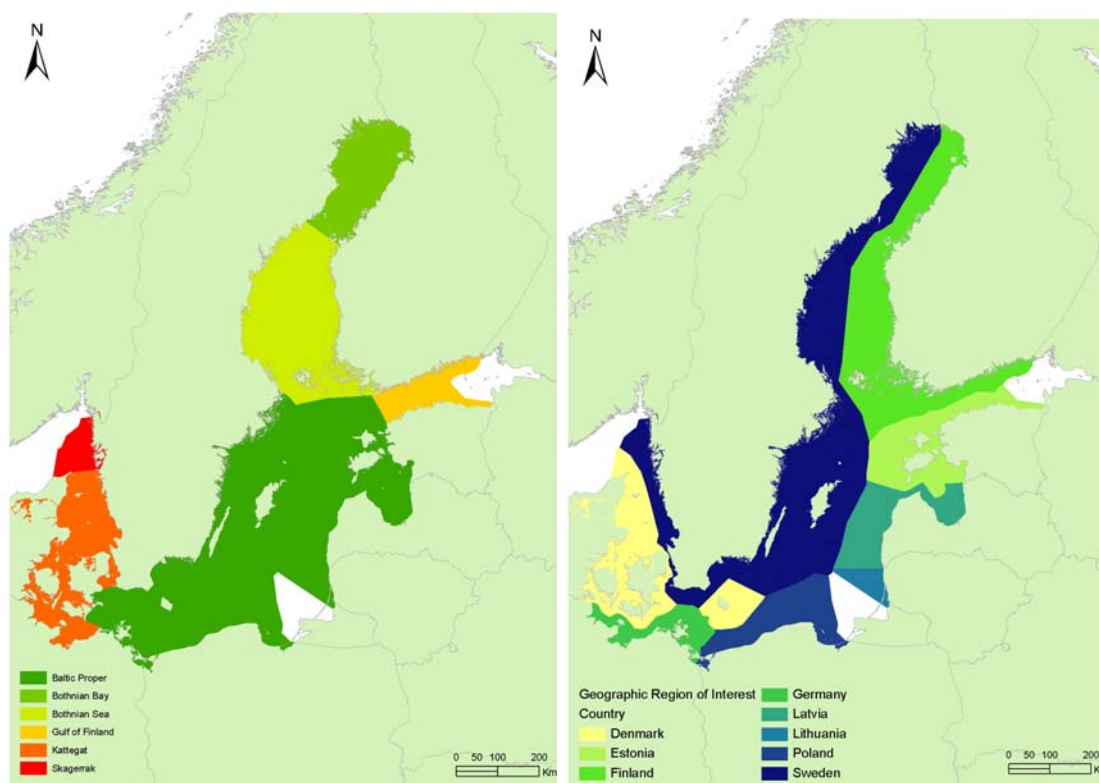 N
Baltic Proper
Bothnian Bay
Bothnian Sea
Gulf of Finland
Kattegat
Skagerrak
0 50 100 200
Km
N
Geographic Region of Interest
Country
Denmark
Estonia
Finland
Germany
Latvia
Lithuania
Poland
Sweden
0 50 100 200